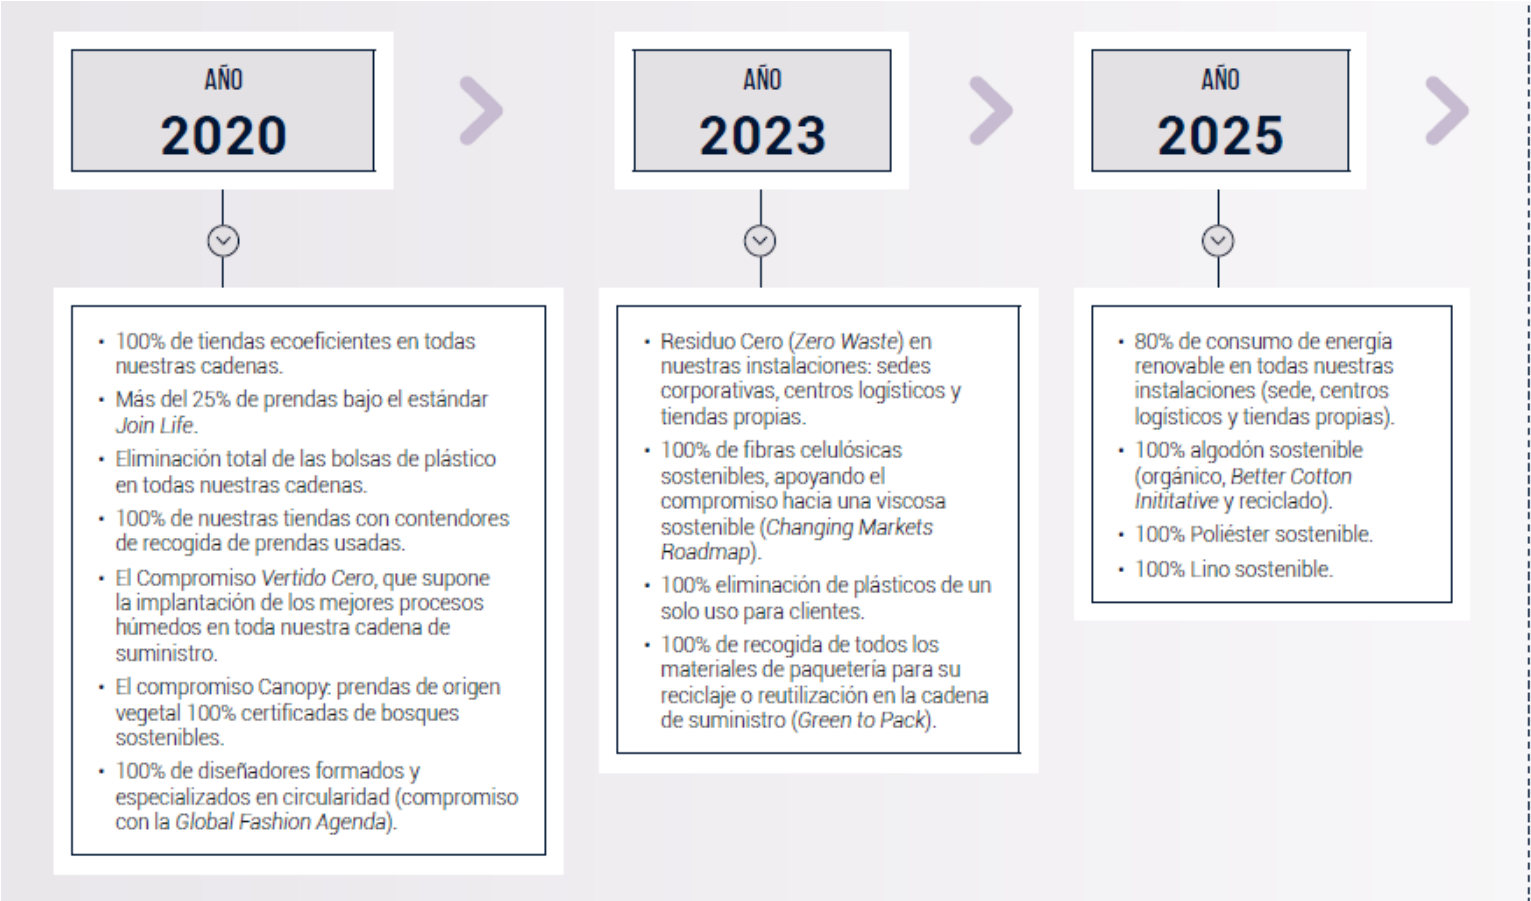 AÑO
2020
• 100% de tiendas ecoeficientes en todas
nuestras cadenas.
• Más del 25% de prendas bajo el estándar
Join Life.
• Eliminación total de las bolsas de plástico
en todas nuestras cadenas.
• 100% de nuestras tiendas con contendores
de recogida de prendas usadas.
• El Compromiso Vertido Cero, que supone
la implantación de los mejores procesos
húmedos en toda nuestra cadena de
suministro.
• El compromiso Canopy: prendas de origen
vegetal 100% certificadas de bosques
sostenibles.
• 100% de diseñadores formados y
especializados en circularidad (compromiso
con la Global Fashion Agenda).
AÑO
2023
• Residuo Cero (Zero Waste) en
nuestras instalaciones: sedes
corporativas, centros logísticos y
tiendas propias.
• 100% de fibras celulósicas
sostenibles, apoyando el
compromiso hacia una viscosa
sostenible (Changing Markets
Roadmap).
• 100% eliminación de plásticos de un
solo uso para clientes.
• 100% de recogida de todos los
materiales de paquetería para su
reciclaje o reutilización en la cadena
de suministro (Green to Pack).
AÑO
2025
• 80% de consumo de energía
renovable en todas nuestras
instalaciones (sede, centros
logísticos y tiendas propias).
• 100% algodón sostenible
(orgánico, Better Cotton
Inititative y reciclado).
• 100% Poliéster sostenible.
• 100% Lino sostenible.